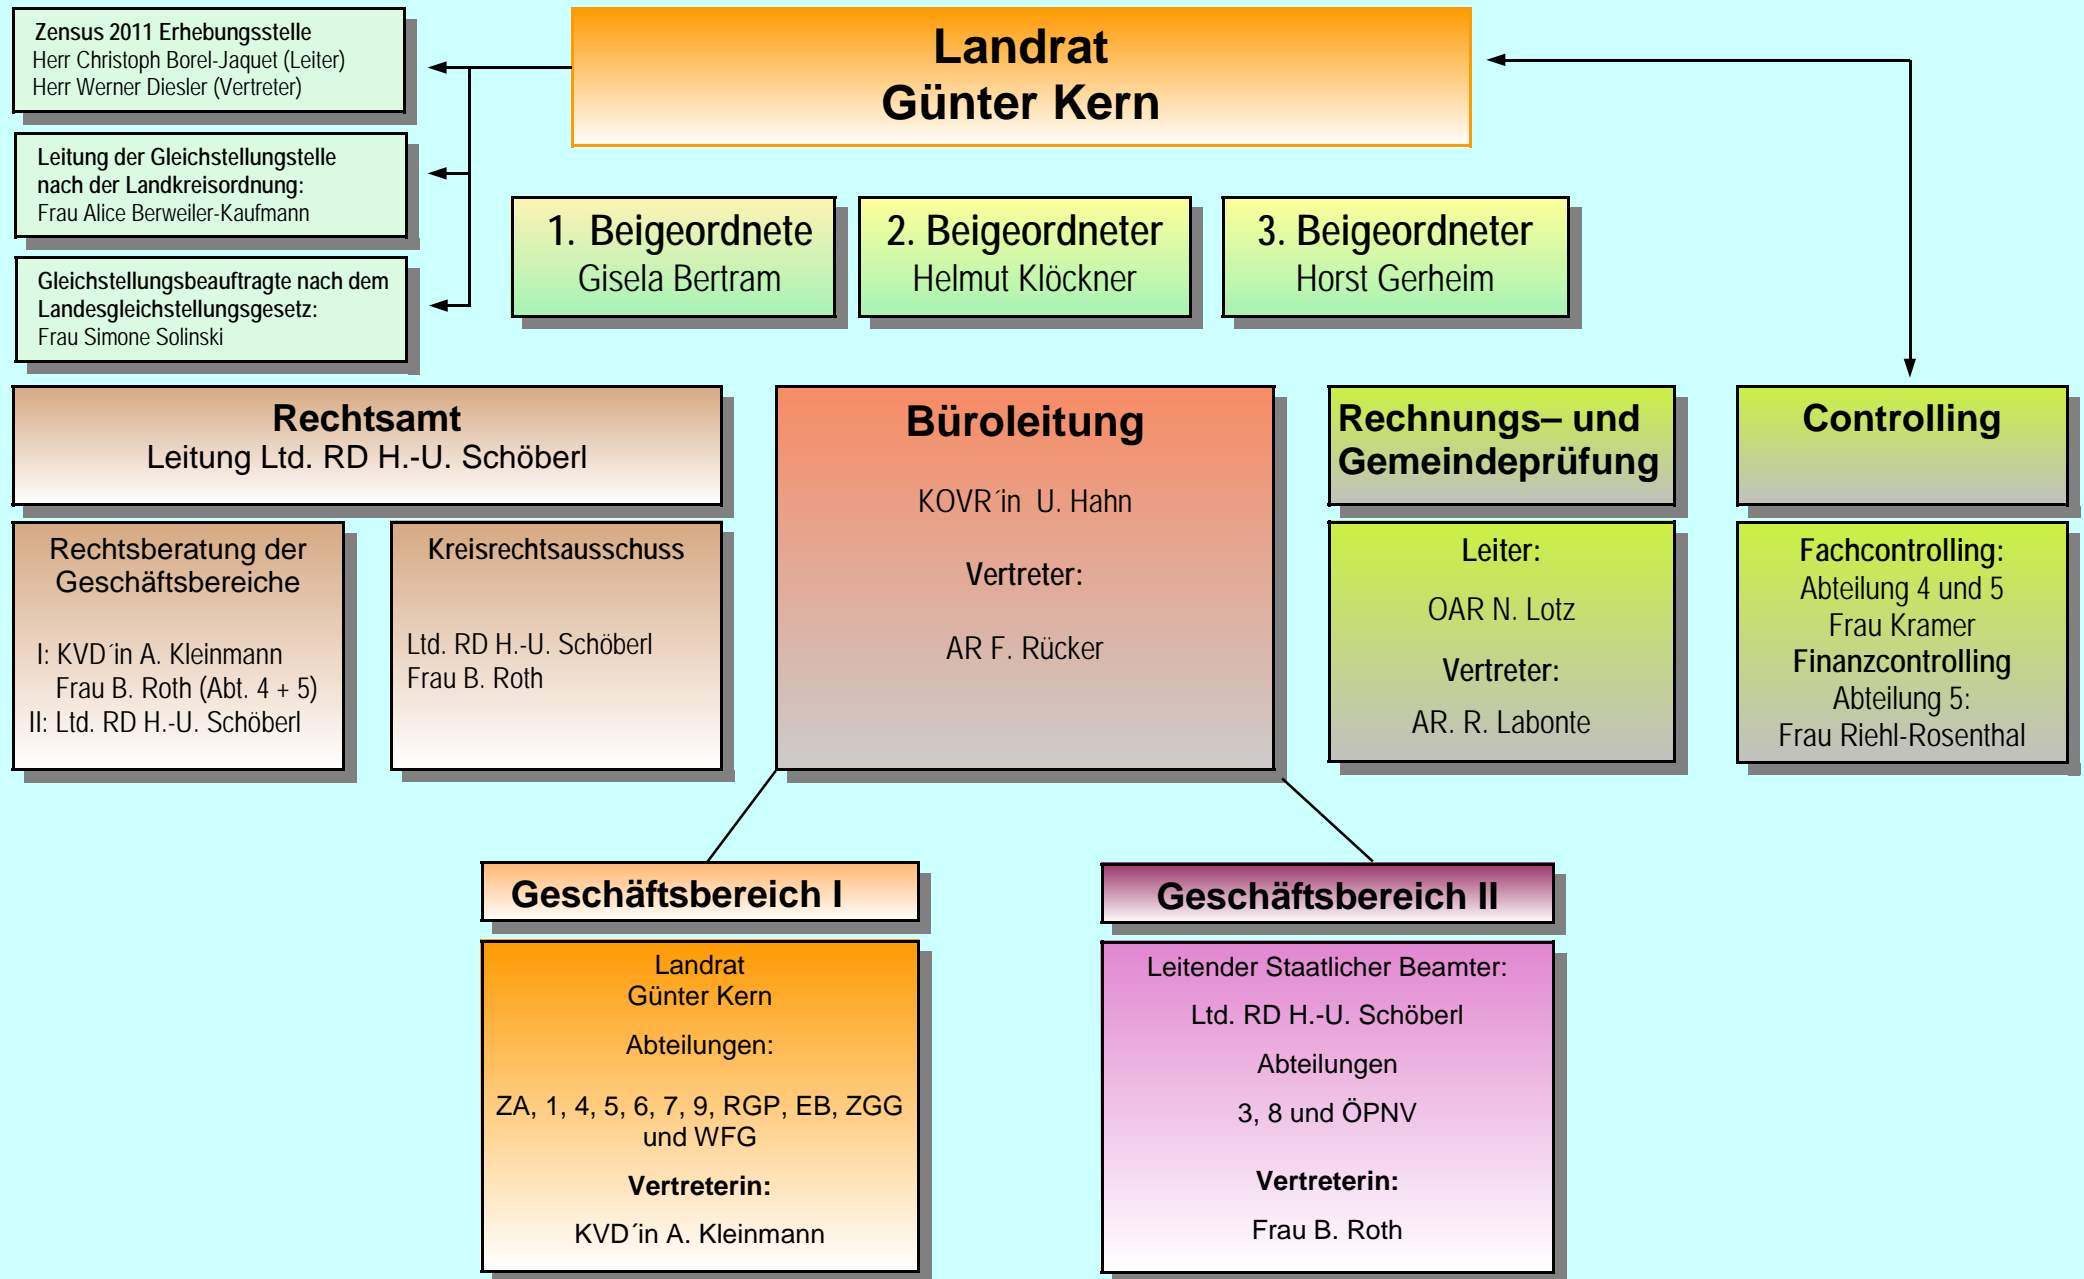 Zensus 2011 Erhebungsstelle
Herr Christoph Borel-Jaquet (Leiter)
Herr Werner Diesler (Vertreter)
Leitung der Gleichstellungstelle
nach der Landkreisordnung:
Frau Alice Berweiler-Kaufmann
Gleichstellungsbeauftragte nach dem
Landesgleichstellungsgesetz:
Frau Simone Solinski
Landrat
Günter Kern
1. Beigeordnete
Gisela Bertram
2. Beigeordneter
Helmut Klöckner
3. Beigeordneter
Horst Gerheim
Rechtsamt
Leitung Ltd. RD H.-U. Schöberl
Rechtsberatung der
Geschäftsbereiche
I: KVD´in A. Kleinmann
Frau B. Roth (Abt. 4 + 5)
II: Ltd. RD H.-U. Schöberl
Kreisrechtsausschuss
Ltd. RD H.-U. Schöberl
Frau B. Roth
Büroleitung
KOVR´in U. Hahn
Vertreter:
AR F. Rücker
Rechnungs– und
Gemeindeprüfung
Leiter:
OAR N. Lotz
Vertreter:
AR. R. Labonte
Controlling
Fachcontrolling:
Abteilung 4 und 5
Frau Kramer
Finanzcontrolling
Abteilung 5:
Frau Riehl-Rosenthal
Geschäftsbereich I
Landrat
Günter Kern
Abteilungen:
ZA, 1, 4, 5, 6, 7, 9, RGP, EB, ZGG
und WFG
Vertreterin:
KVD´in A. Kleinmann
Geschäftsbereich II
Leitender Staatlicher Beamter:
Ltd. RD H.-U. Schöberl
Abteilungen
3, 8 und ÖPNV
Vertreterin:
Frau B. Roth